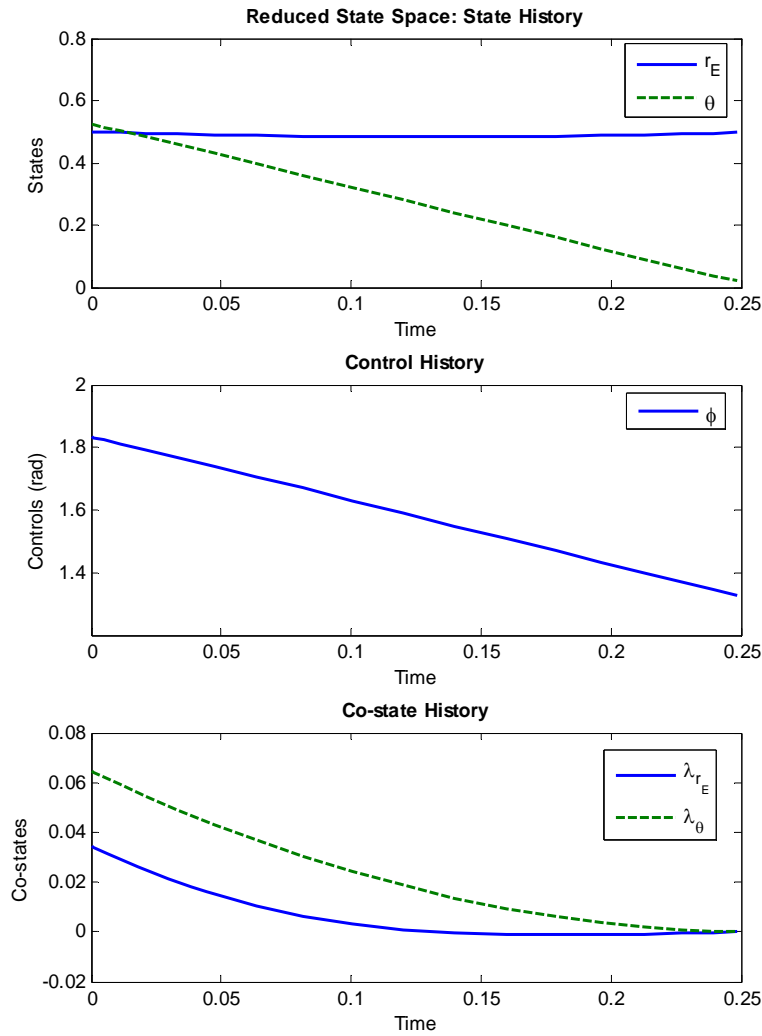 Reduced State Space: State History
0.8
0.6
0.4
0.2
0
States
r_E
θ
0 0.05 0.1 0.15 0.2 0.25
Time
Control History
2
1.8
1.6
1.4
Controls (rad)
ϕ
0 0.05 0.1 0.15 0.2 0.25
Time
Co-state History
0.08
0.06
0.04
0.02
0
-0.02
Co-states
λ_{r_E}
λ_θ
0 0.05 0.1 0.15 0.2 0.25
Time